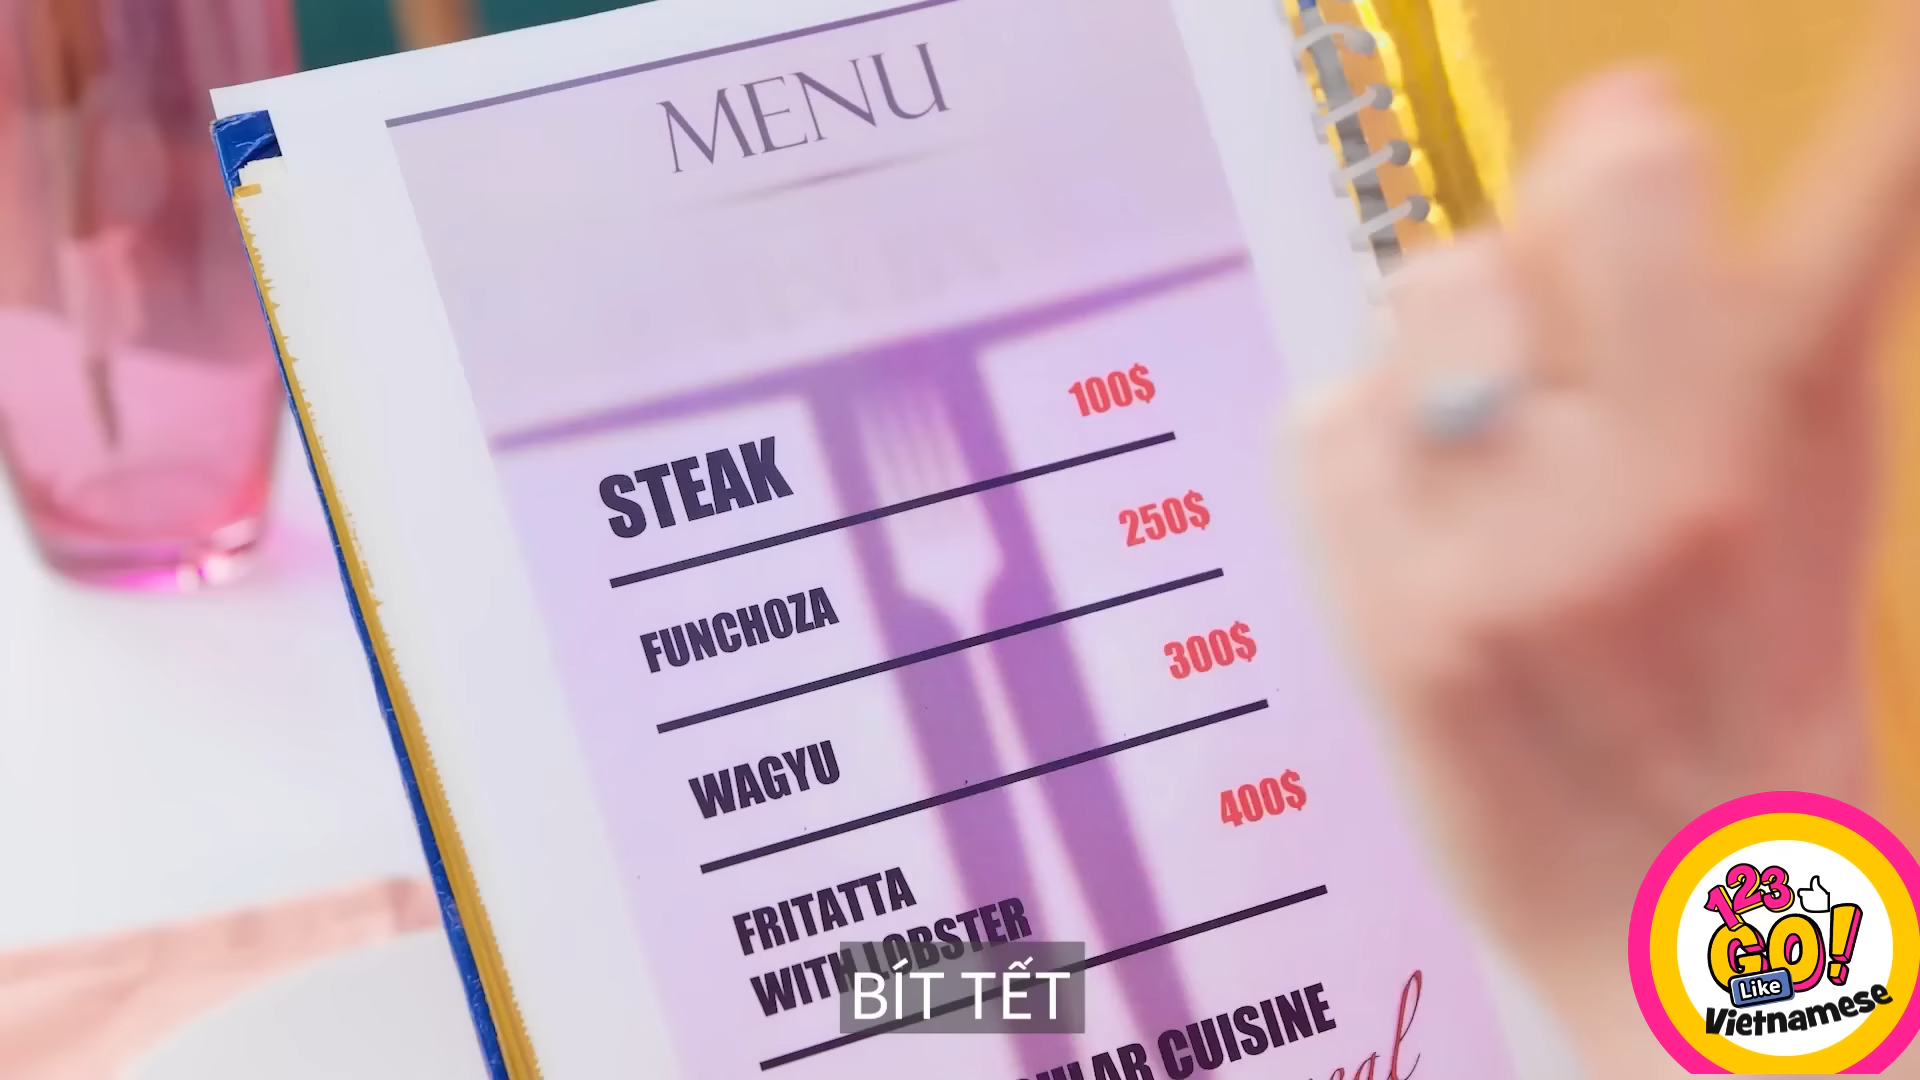 MENU
STEAK 100$
FUNCHOZA 250$
WAGYU 300$
FRITATTA 400$
WITH LOBSTER
CUISINE
BÍT TẾT
123
GO!
Like
Vietnamese